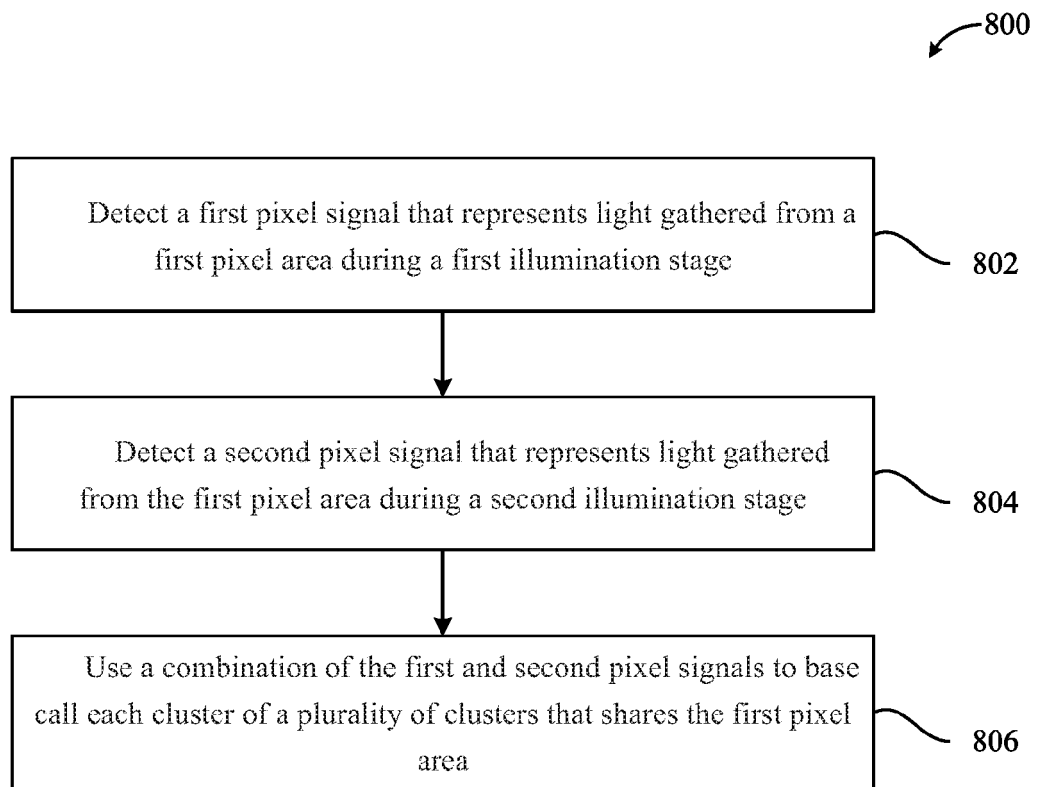 800
Detect a first pixel signal that represents light gathered from a
first pixel area during a first illumination stage
802
Detect a second pixel signal that represents light gathered
from the first pixel area during a second illumination stage
804
Use a combination of the first and second pixel signals to base
call each cluster of a plurality of clusters that shares the first pixel
area
806